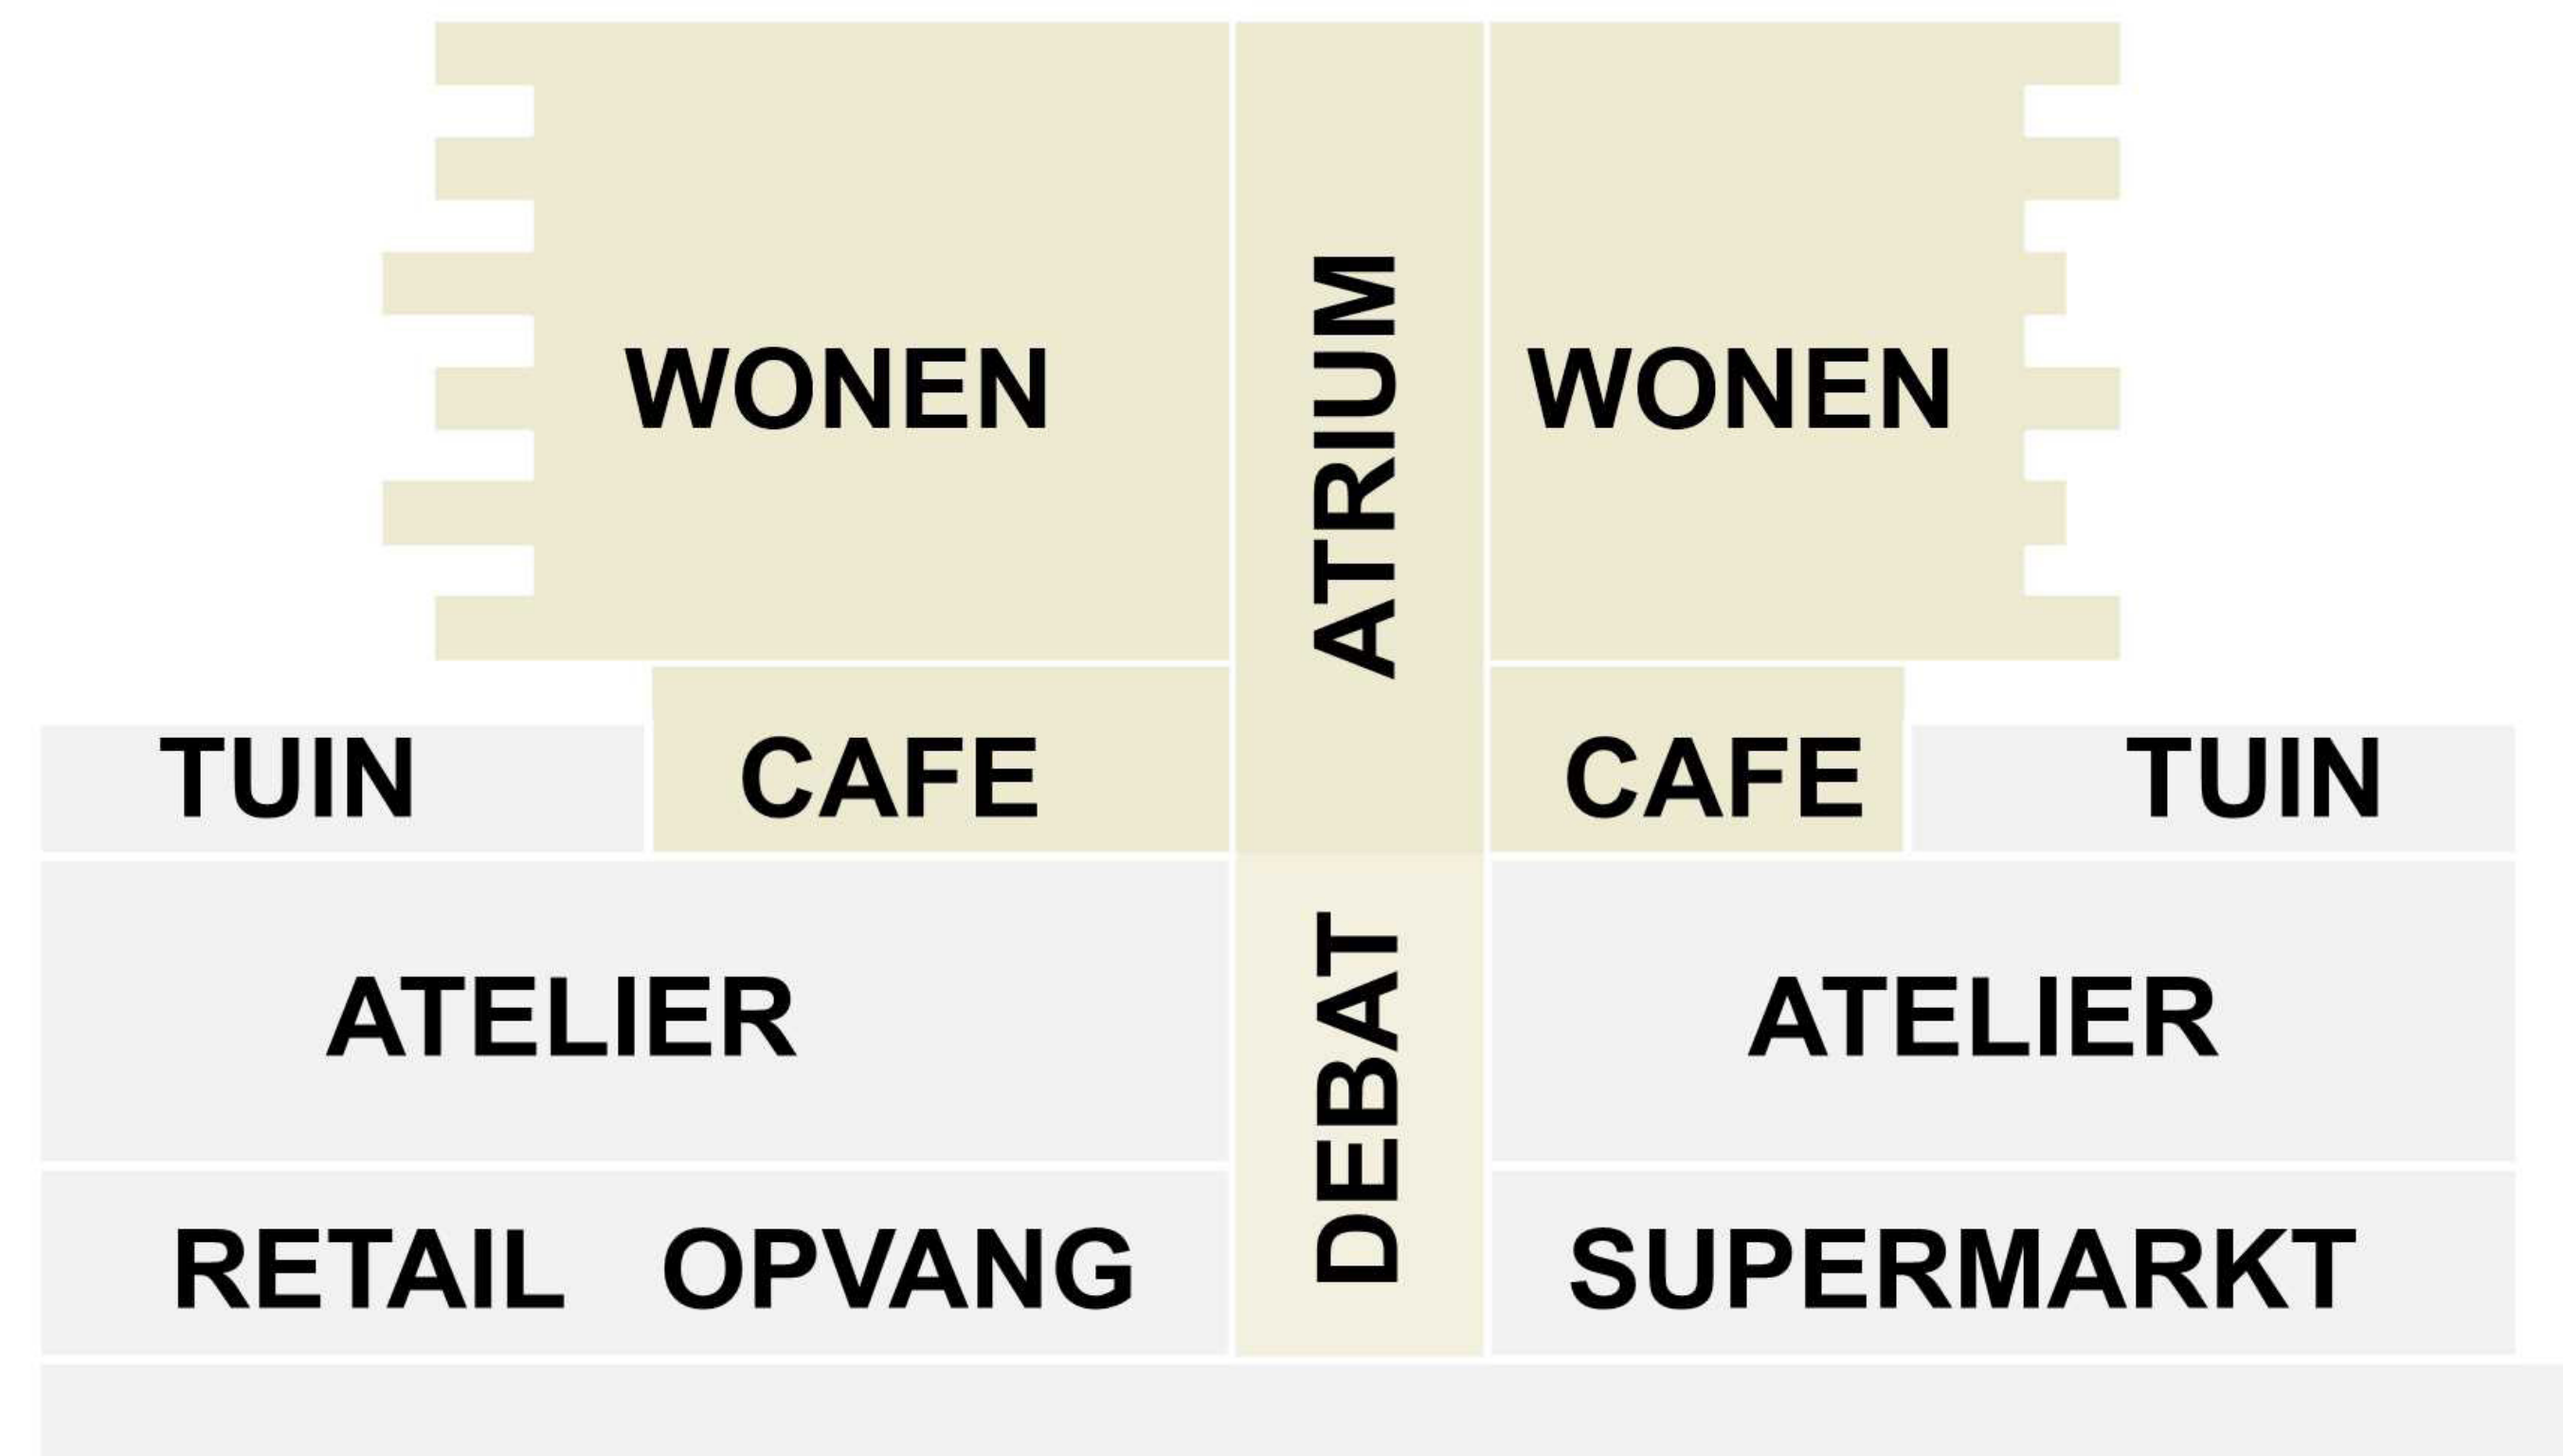 WONEN
ATRIUM
WONEN
TUIN
CAFE
CAFE
TUIN
ATELIER
DEBAT
ATELIER
RETAIL OPVANG
SUPERMARKT